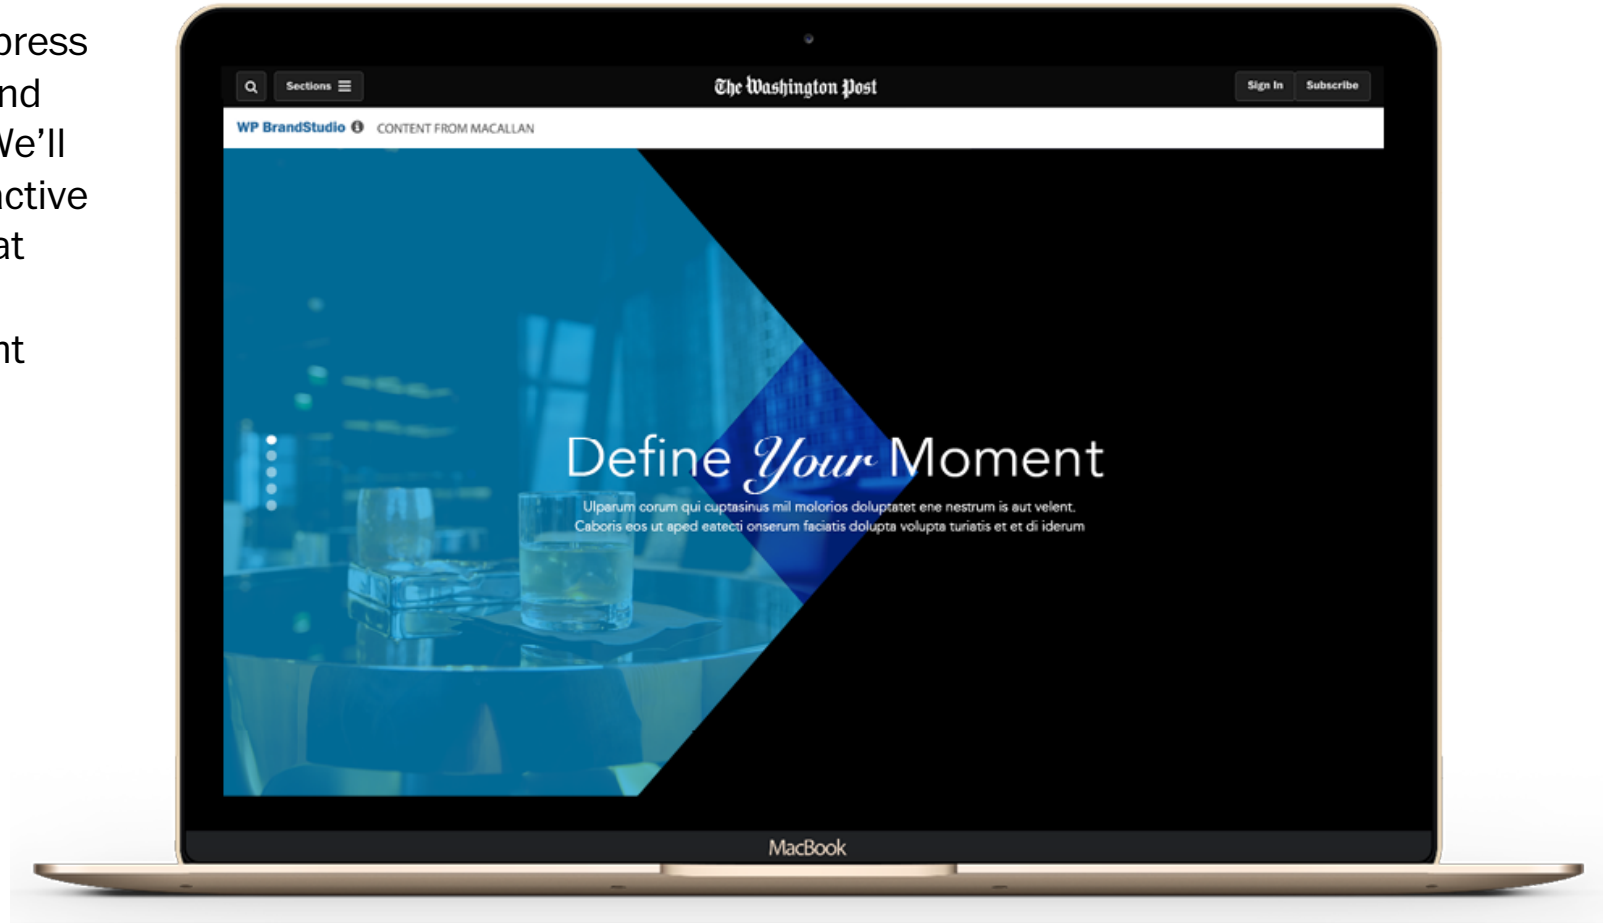 press
nd
We’ll
active
at
nt
Sections
The Washington Post
Sign In
Subscribe
WP BrandStudio
CONTENT FROM MACALLAN
Define Your Moment
Ulparum corum qui cuptasinus mil molorios doluptatet ene nestrum is aut velent.
Caboris eos ut aped eatecti onserum faciatis dolupta volupta turiatis et et di iderum
MacBook